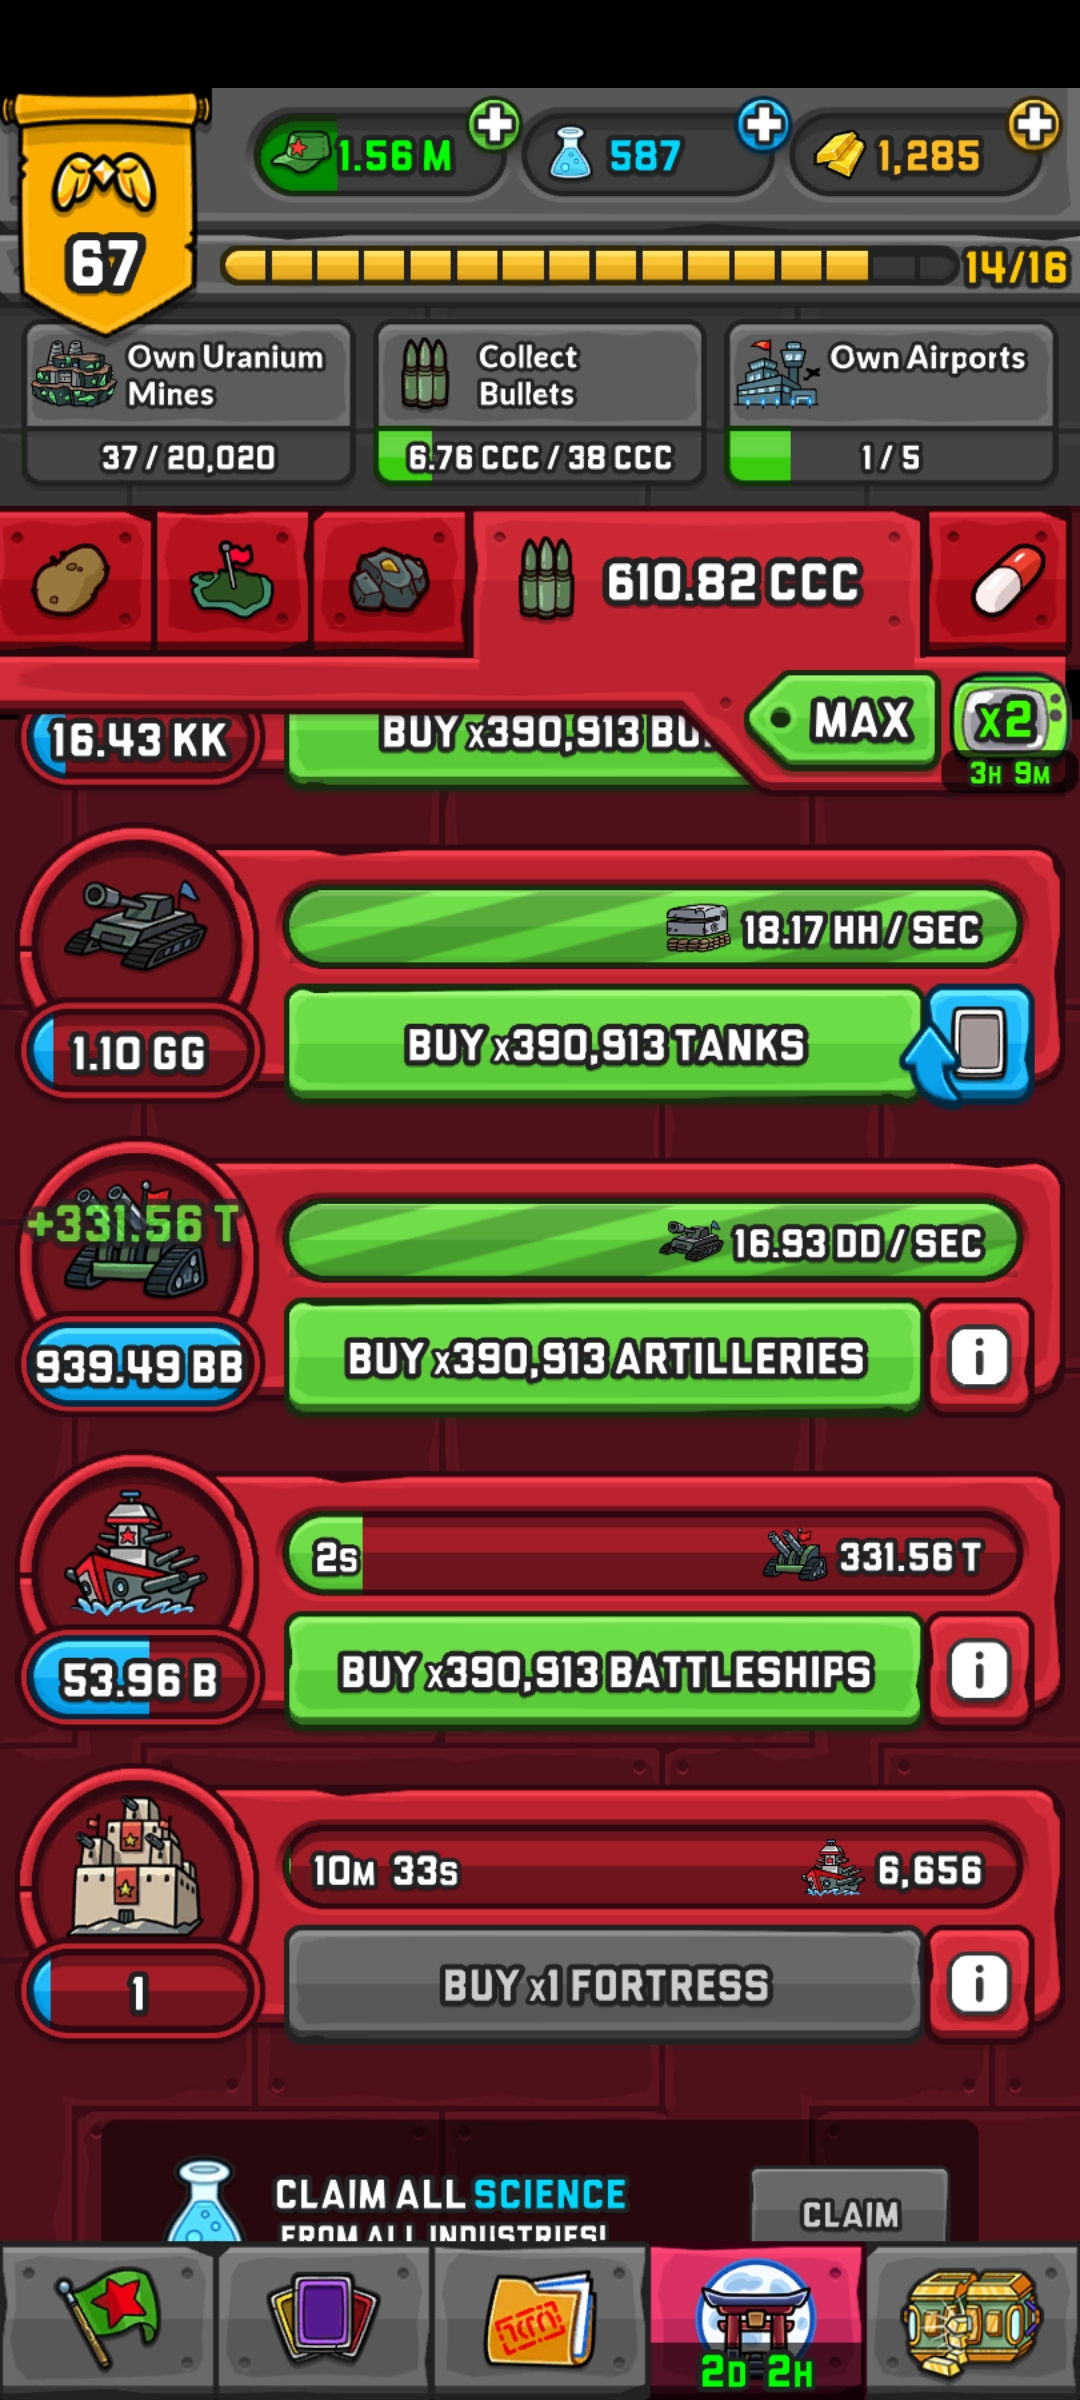 1.56 M
587
1,285
67
14/16
Own Uranium
Mines
37 / 20,020
Collect
Bullets
6.76 CCC / 38 CCC
Own Airports
1 / 5
610.82 CCC
MAX
x2
3H 9M
16.43 KK
BUY x390,913
18.17 HH / SEC
1.10 GG
BUY x390,913 TANKS
+331.56 T
16.93 DD / SEC
939.49 BB
BUY x390,913 ARTILLERIES
i
2S
331.56 T
53.96 B
BUY x390,913 BATTLESHIPS
i
10M 33S
6,656
1
BUY x1 FORTRESS
i
CLAIM ALL SCIENCE
FROM ALL INDUSTRIES!
CLAIM
2D 2H